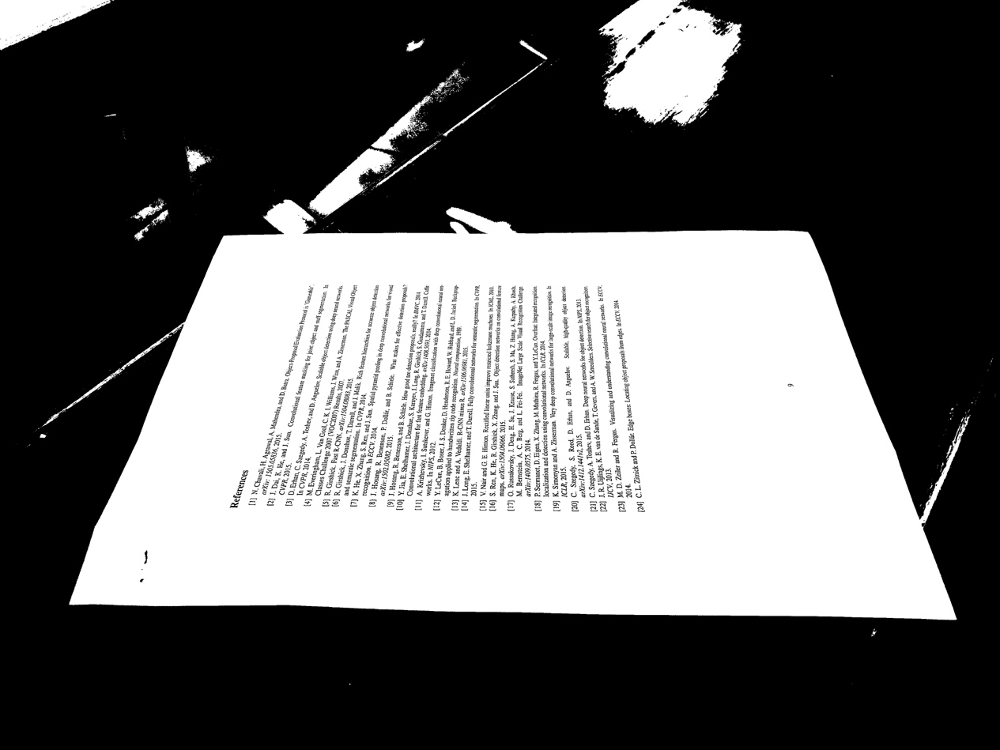 References
[1] N. Chavali, H. Agrawal, A. Mahendru, and D. Batra. Object-Proposal Evaluation Protocol is 'Gameable'.
arXiv: 1505.05836, 2015.
[2] J. Dai, K. He, and J. Sun. Convolutional feature masking for joint object and stuff segmentation. In
CVPR, 2015.
[3] D. Erhan, C. Szegedy, A. Toshev, and D. Anguelov. Scalable object detection using deep neural networks.
In CVPR, 2014.
[4] M. Everingham, L. Van Gool, C. K. I. Williams, J. Winn, and A. Zisserman. The PASCAL Visual Object
Classes Challenge 2007 (VOC2007) Results, 2007.
[5] R. Girshick. Fast R-CNN. arXiv:1504.08083, 2015.
[6] R. Girshick, J. Donahue, T. Darrell, and J. Malik. Rich feature hierarchies for accurate object detection
and semantic segmentation. In CVPR, 2014.
[7] K. He, X. Zhang, S. Ren, and J. Sun. Spatial pyramid pooling in deep convolutional networks for visual
recognition. In ECCV, 2014.
[8] J. Hosang, R. Benenson, P. Dollár, and B. Schiele. What makes for effective detection proposals?
arXiv:1502.05082, 2015.
[9] J. Hosang, R. Benenson, and B. Schiele. How good are detection proposals, really? In BMVC, 2014.
[10] Y. Jia, E. Shelhamer, J. Donahue, S. Karayev, J. Long, R. Girshick, S. Guadarrama, and T. Darrell. Caffe:
Convolutional architecture for fast feature embedding. arXiv:1408.5093, 2014.
[11] A. Krizhevsky, I. Sutskever, and G. Hinton. Imagenet classification with deep convolutional neural net-
works. In NIPS, 2012.
[12] Y. LeCun, B. Boser, J. S. Denker, D. Henderson, R. E. Howard, W. Hubbard, and L. D. Jackel. Backprop-
agation applied to handwritten zip code recognition. Neural computation, 1989.
[13] K. Lenc and A. Vedaldi. R-CNN minus R. arXiv:1506.06981, 2015.
[14] J. Long, E. Shelhamer, and T. Darrell. Fully convolutional networks for semantic segmentation. In CVPR,
2015.
[15] V. Nair and G. E. Hinton. Rectified linear units improve restricted boltzmann machines. In ICML, 2010.
[16] S. Ren, K. He, R. Girshick, X. Zhang, and J. Sun. Object detection networks on convolutional feature
maps. arXiv:1504.06066, 2015.
[17] O. Russakovsky, J. Deng, H. Su, J. Krause, S. Satheesh, S. Ma, Z. Huang, A. Karpathy, A. Khosla,
M. Bernstein, A. C. Berg, and L. Fei-Fei. ImageNet Large Scale Visual Recognition Challenge.
arXiv:1409.0575, 2014.
[18] P. Sermanet, D. Eigen, X. Zhang, M. Mathieu, R. Fergus, and Y. LeCun. Overfeat: Integrated recognition,
localization and detection using convolutional networks. In ICLR, 2014.
[19] K. Simonyan and A. Zisserman. Very deep convolutional networks for large-scale image recognition. In
ICLR, 2015.
[20] C. Szegedy, S. Reed, D. Erhan, and D. Anguelov. Scalable, high-quality object detection.
arXiv:1412.1441v2, 2015.
[21] C. Szegedy, A. Toshev, and D. Erhan. Deep neural networks for object detection. In NIPS, 2013.
[22] J. R. Uijlings, K. E. van de Sande, T. Gevers, and A. W. Smeulders. Selective search for object recognition.
IJCV, 2013.
[23] M. D. Zeiler and R. Fergus. Visualizing and understanding convolutional neural networks. In ECCV,
2014.
[24] C. L. Zitnick and P. Dollár. Edge boxes: Locating object proposals from edges. In ECCV, 2014.
9